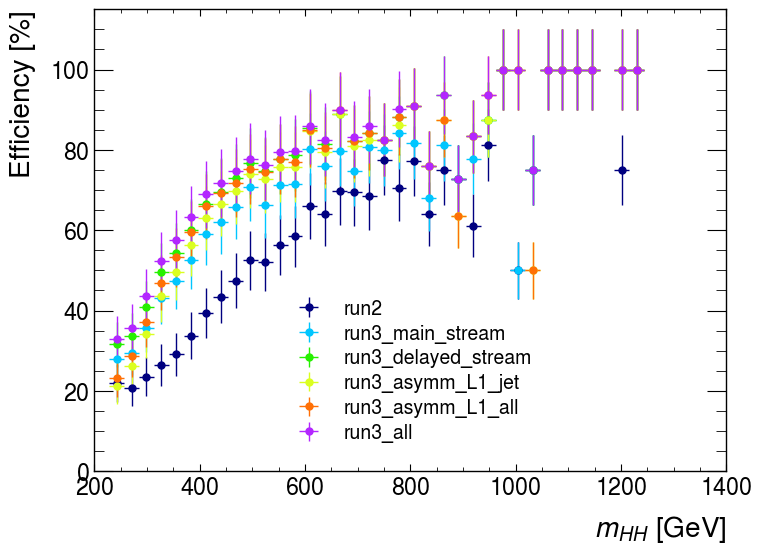 Efficiency [%]
100
80
60
40
20
0
run2
run3_main_stream
run3_delayed_stream
run3_asymm_L1_jet
run3_asymm_L1_all
run3_all
200 400 600 800 1000 1200 1400
m_HH [GeV]